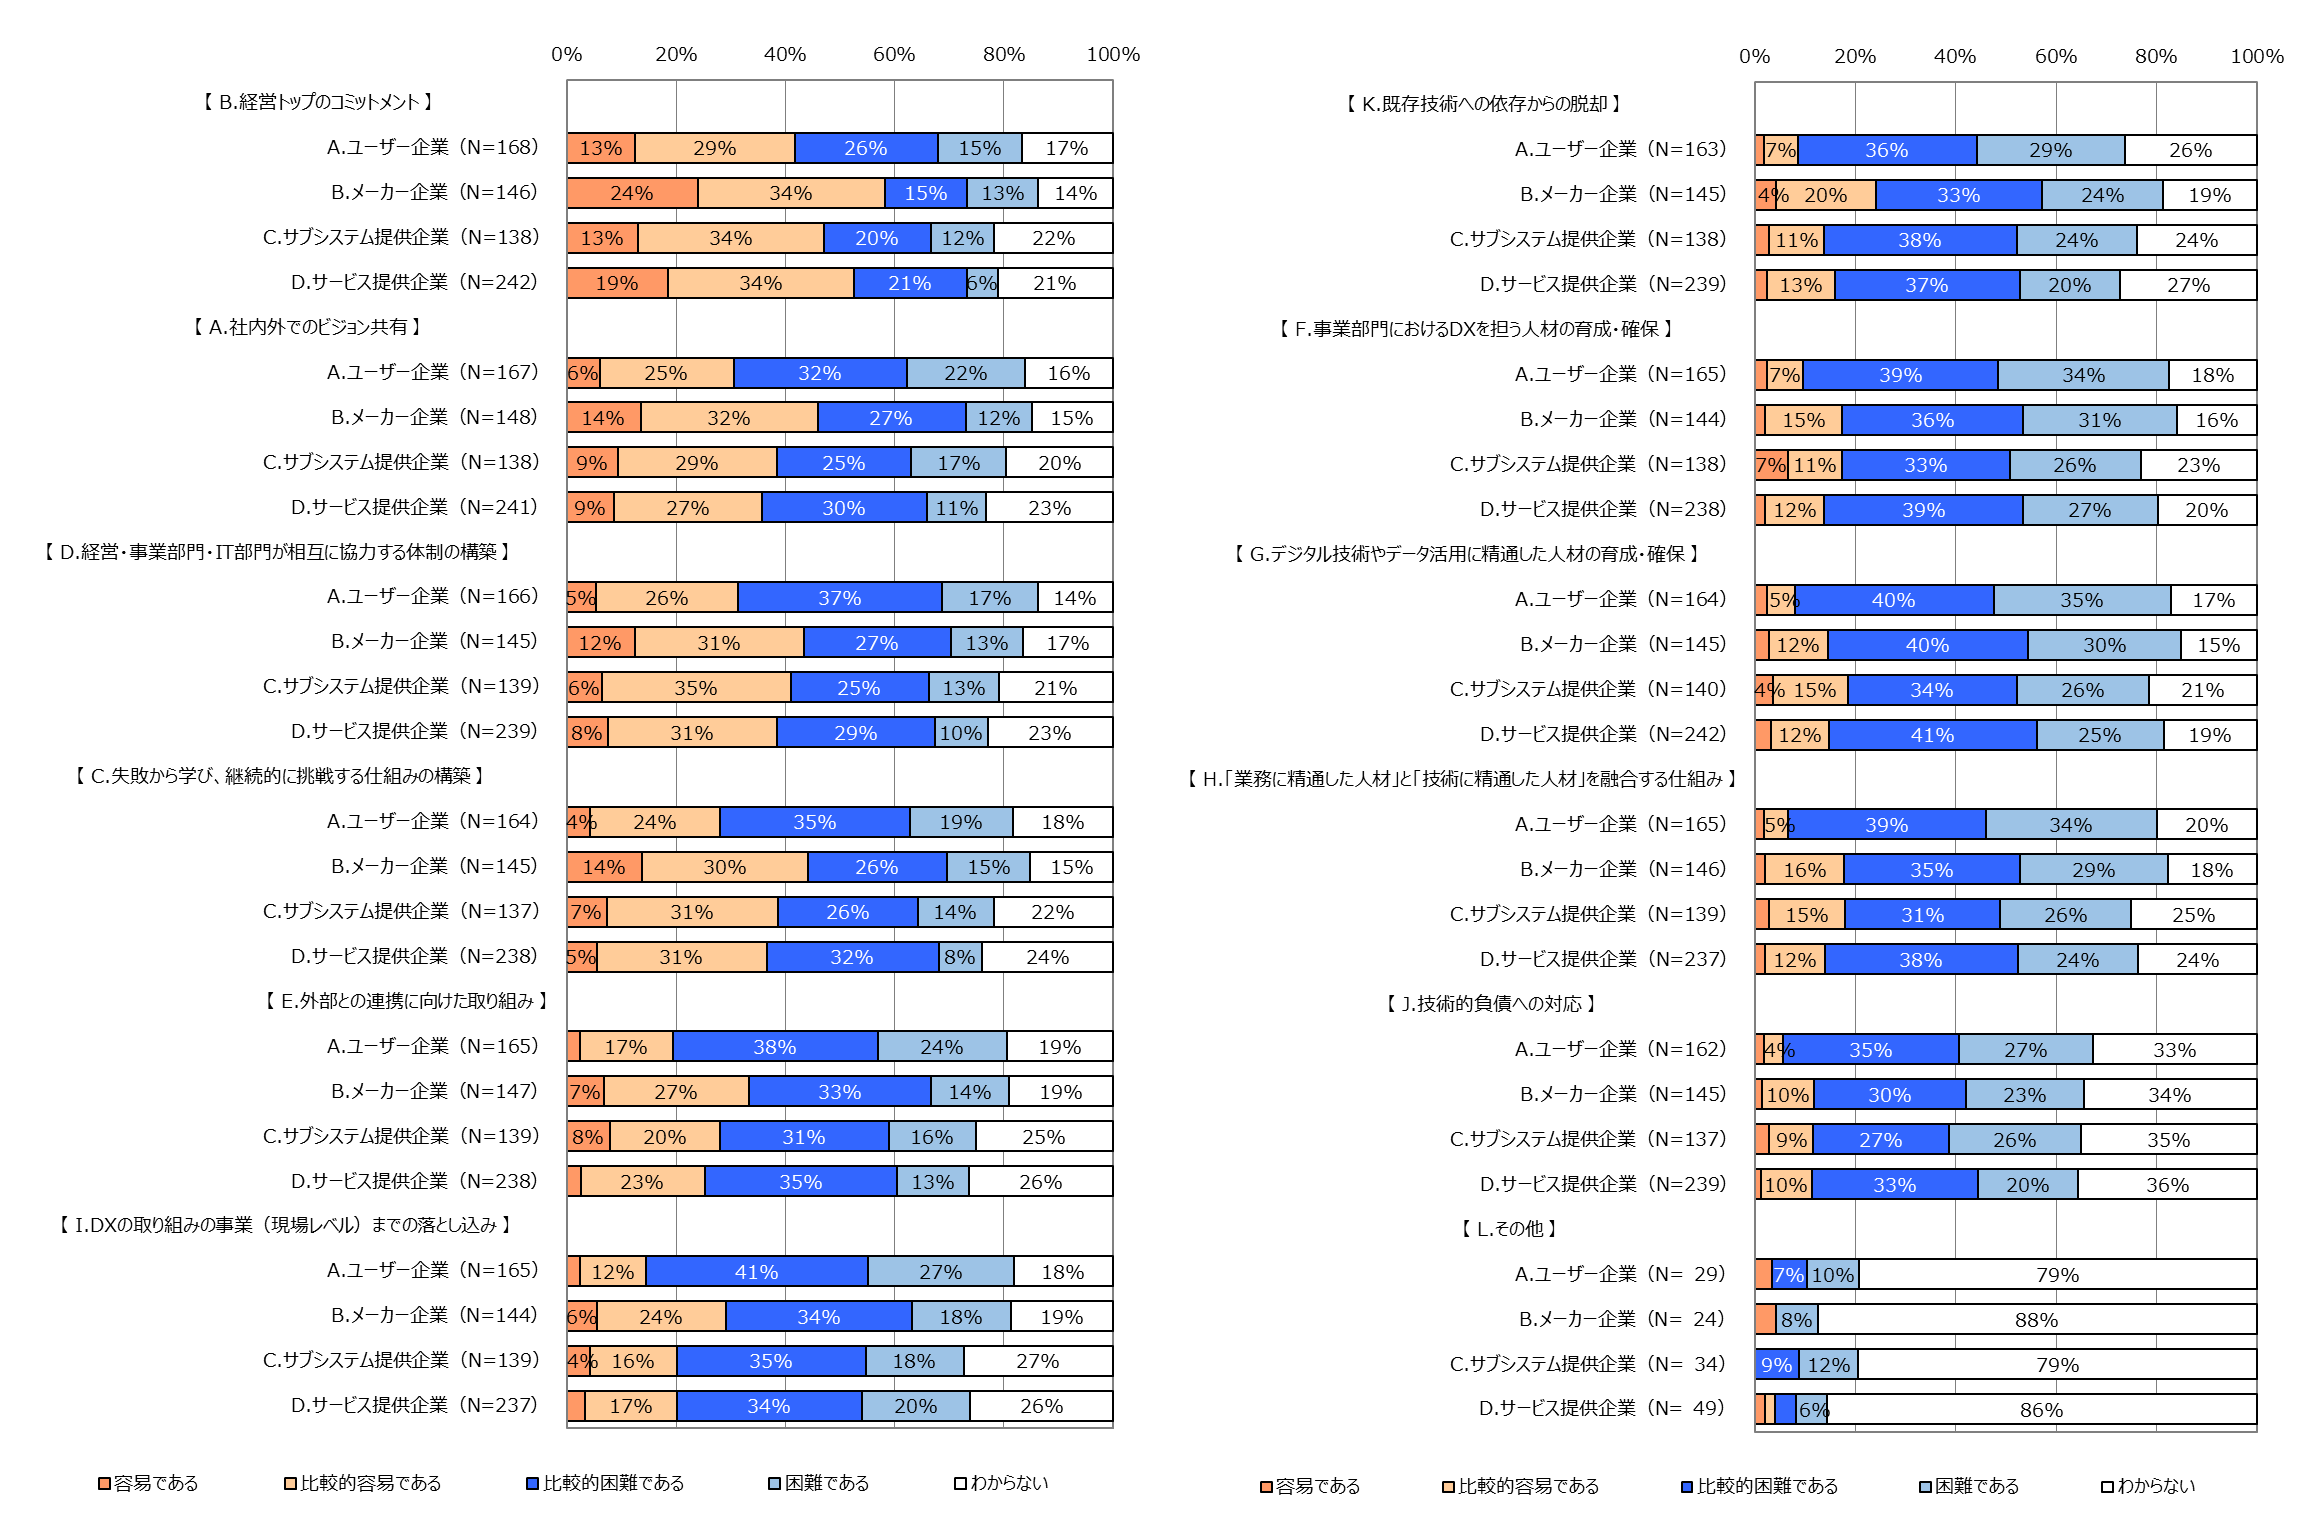 0% 20% 40% 60% 80% 100%
【 B.経営トップのコミットメント 】
A.ユーザー企業（N=168） 13% 29% 26% 15% 17%
B.メーカー企業（N=146） 24% 34% 15% 13% 14%
C.サブシステム提供企業（N=138） 13% 34% 20% 12% 22%
D.サービス提供企業（N=242） 19% 34% 21% 6% 21%
【 A.社内外でのビジョン共有 】
A.ユーザー企業（N=167） 6% 25% 32% 22% 16%
B.メーカー企業（N=148） 14% 32% 27% 12% 15%
C.サブシステム提供企業（N=138） 9% 29% 25% 17% 20%
D.サービス提供企業（N=241） 9% 27% 30% 11% 23%
【 D.経営・事業部門・IT部門が相互に協力する体制の構築 】
A.ユーザー企業（N=166） 5% 26% 37% 17% 14%
B.メーカー企業（N=145） 12% 31% 27% 13% 17%
C.サブシステム提供企業（N=139） 6% 35% 25% 13% 21%
D.サービス提供企業（N=239） 8% 31% 29% 10% 23%
【 C.失敗から学び、継続的に挑戦する仕組みの構築 】
A.ユーザー企業（N=164） 4% 24% 35% 19% 18%
B.メーカー企業（N=145） 14% 30% 26% 15% 15%
C.サブシステム提供企業（N=137） 7% 31% 26% 14% 22%
D.サービス提供企業（N=238） 5% 31% 32% 8% 24%
【 E.外部との連携に向けた取り組み 】
A.ユーザー企業（N=165） 17% 38% 24% 19%
B.メーカー企業（N=147） 7% 27% 33% 14% 19%
C.サブシステム提供企業（N=139） 8% 20% 31% 16% 25%
D.サービス提供企業（N=238） 23% 35% 13% 26%
【 I.DXの取り組みの事業（現場レベル）までの落とし込み 】
A.ユーザー企業（N=165） 12% 41% 27% 18%
B.メーカー企業（N=144） 6% 24% 34% 18% 19%
C.サブシステム提供企業（N=139） 4% 16% 35% 18% 27%
D.サービス提供企業（N=237） 17% 34% 20% 26%
容易である 比較的容易である 比較的困難である 困難である わからない
0% 20% 40% 60% 80% 100%
【 K.既存技術への依存からの脱却 】
A.ユーザー企業（N=163） 7% 36% 29% 26%
B.メーカー企業（N=145） 4% 20% 33% 24% 19%
C.サブシステム提供企業（N=138） 11% 38% 24% 24%
D.サービス提供企業（N=239） 13% 37% 20% 27%
【 F.事業部門におけるDXを担う人材の育成・確保 】
A.ユーザー企業（N=165） 7% 39% 34% 18%
B.メーカー企業（N=144） 15% 36% 31% 16%
C.サブシステム提供企業（N=138） 7% 11% 33% 26% 23%
D.サービス提供企業（N=238） 12% 39% 27% 20%
【 G.デジタル技術やデータ活用に精通した人材の育成・確保 】
A.ユーザー企業（N=164） 5% 40% 35% 17%
B.メーカー企業（N=145） 12% 40% 30% 15%
C.サブシステム提供企業（N=140） 4% 15% 34% 26% 21%
D.サービス提供企業（N=242） 12% 41% 25% 19%
【 H.「業務に精通した人材」と「技術に精通した人材」を融合する仕組み 】
A.ユーザー企業（N=165） 5% 39% 34% 20%
B.メーカー企業（N=146） 16% 35% 29% 18%
C.サブシステム提供企業（N=139） 15% 31% 26% 25%
D.サービス提供企業（N=237） 12% 38% 24% 24%
【 J.技術的負債への対応 】
A.ユーザー企業（N=162） 4% 35% 27% 33%
B.メーカー企業（N=145） 10% 30% 23% 34%
C.サブシステム提供企業（N=137） 9% 27% 26% 35%
D.サービス提供企業（N=239） 10% 33% 20% 36%
【 L.その他 】
A.ユーザー企業（N= 29） 7% 10% 79%
B.メーカー企業（N= 24） 8% 88%
C.サブシステム提供企業（N= 34） 9% 12% 79%
D.サービス提供企業（N= 49） 6% 86%
容易である 比較的容易である 比較的困難である 困難である わからない